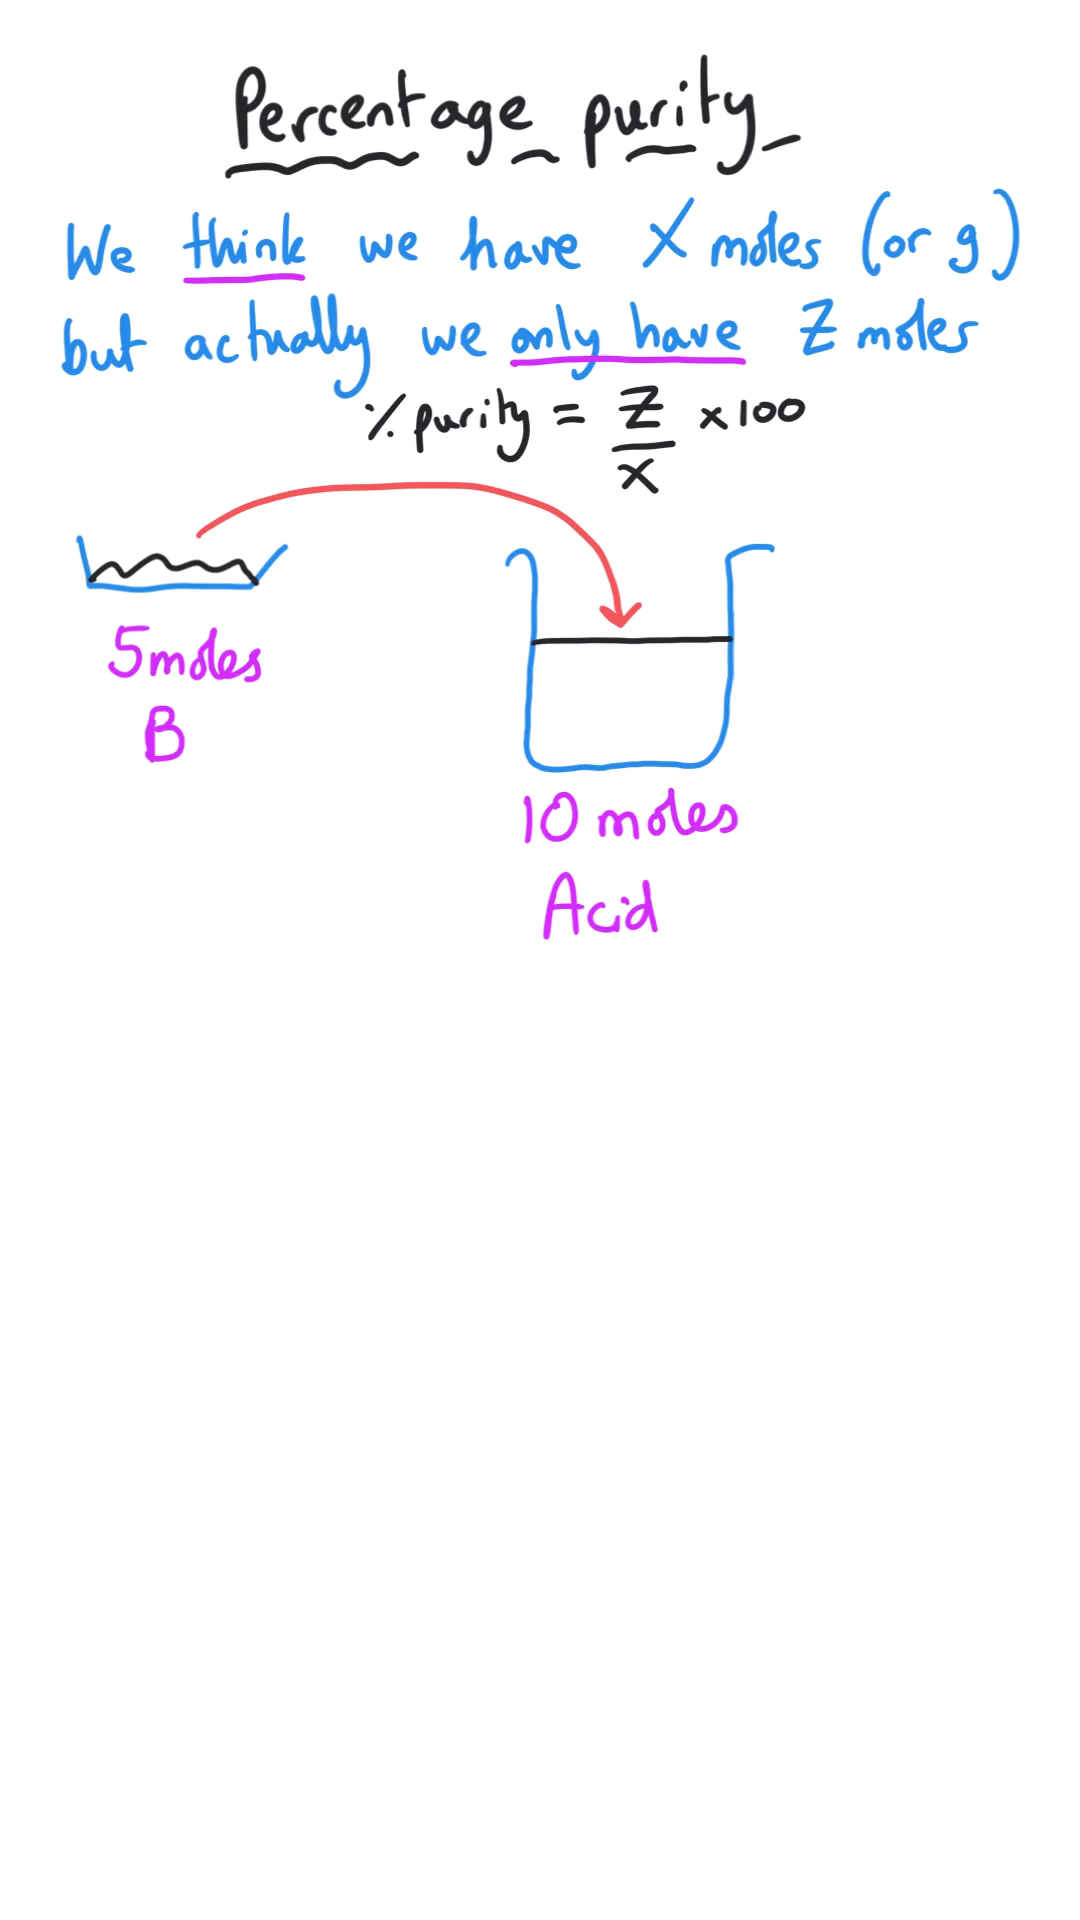 Percentage purity
We think we have X moles (or g)
but actually we only have Z moles
% purity = Z/X x 100
5 moles
B
10 moles
Acid